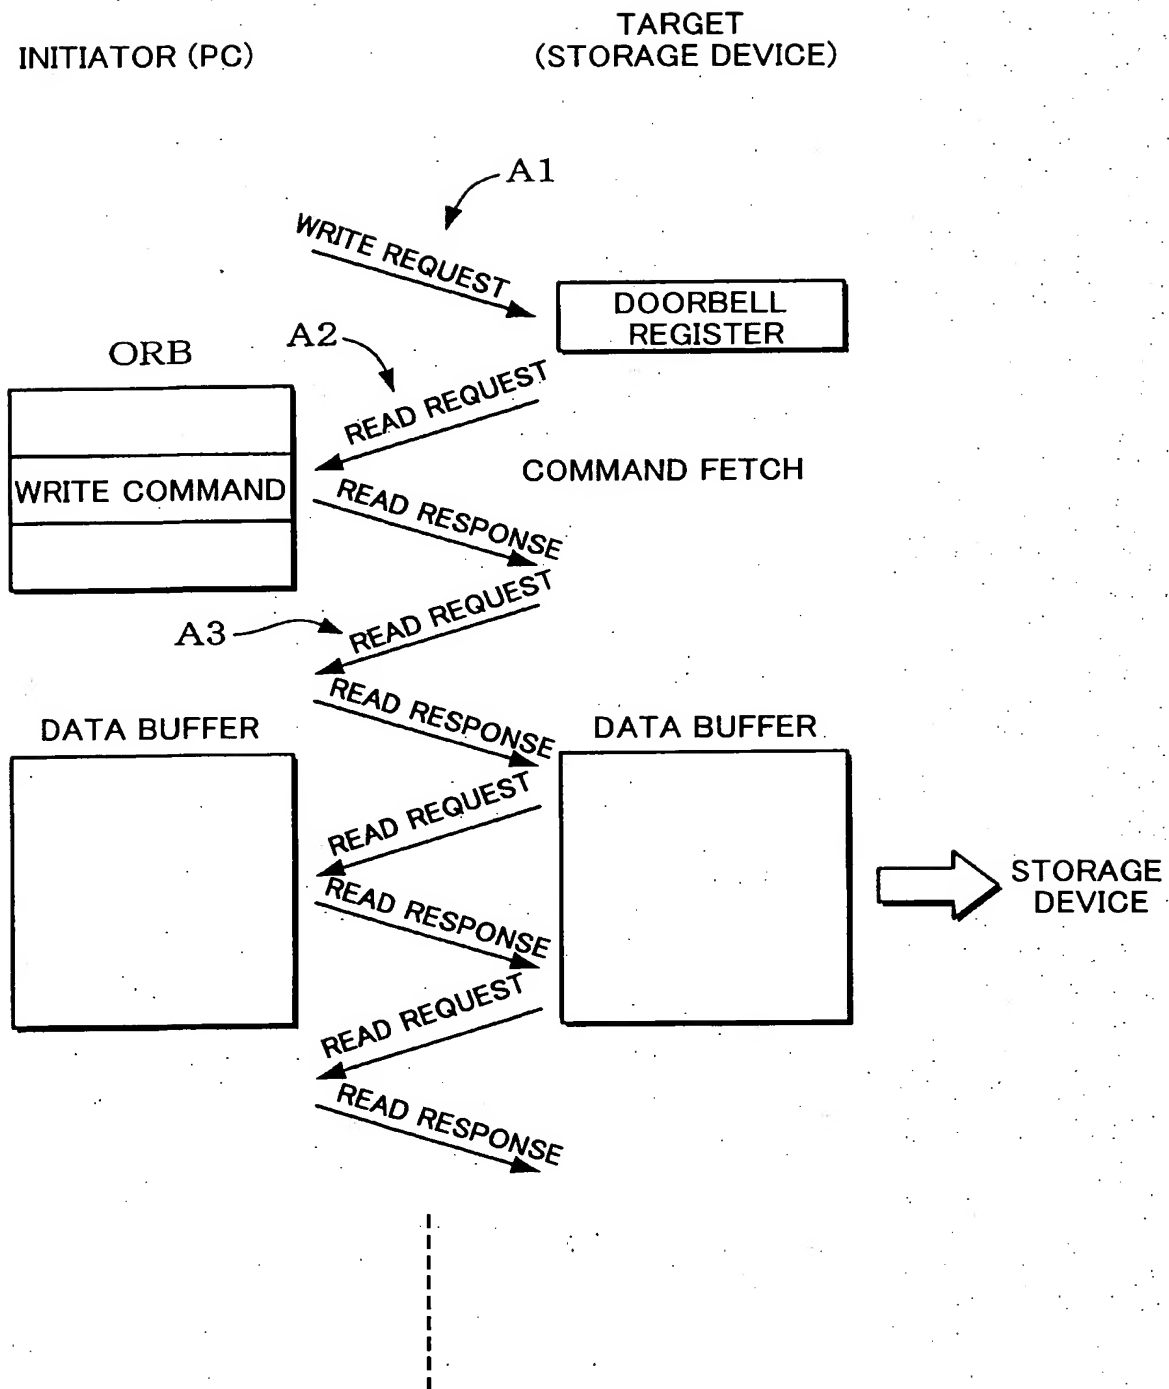 INITIATOR (PC)
TARGET
(STORAGE DEVICE)
A1
WRITE REQUEST
DOORBELL
REGISTER
A2
ORB
READ REQUEST
COMMAND FETCH
WRITE COMMAND
READ RESPONSE
READ REQUEST
A3
READ RESPONSE
DATA BUFFER
DATA BUFFER
READ REQUEST
STORAGE
DEVICE
READ RESPONSE
READ REQUEST
READ RESPONSE